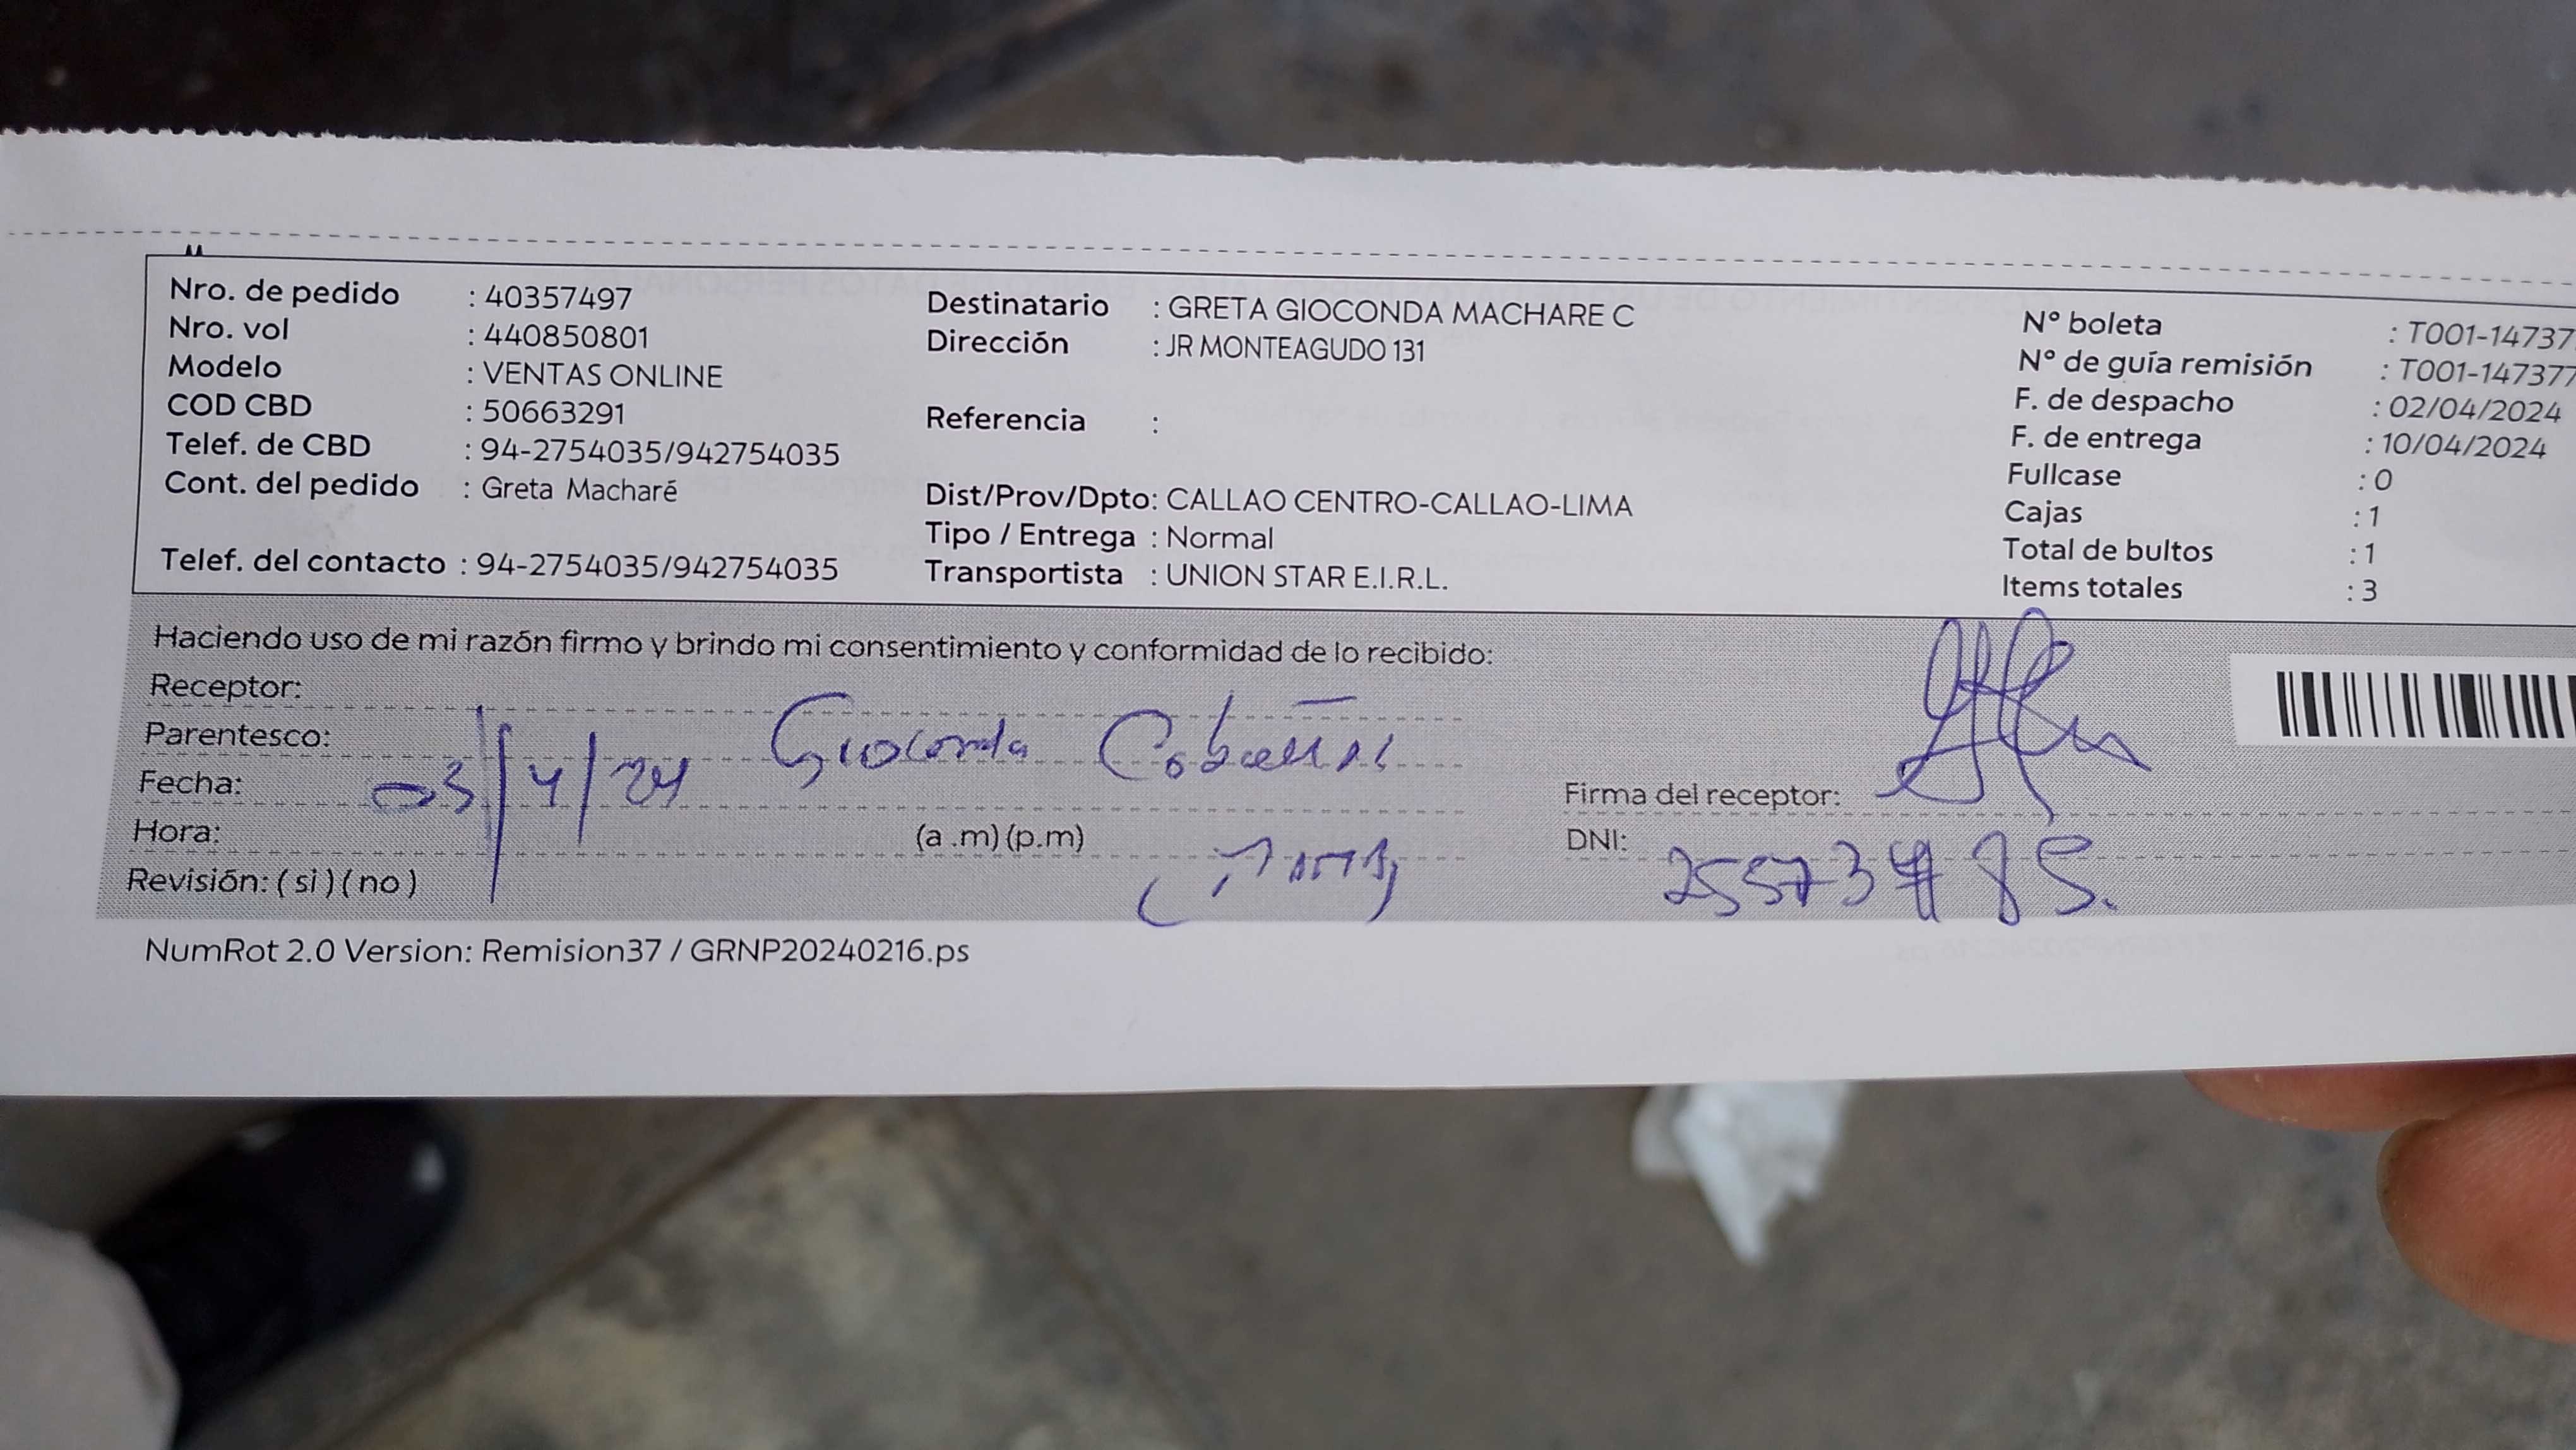 Nro. de pedido : 40357497
Nro. vol : 440850801
Modelo : VENTAS ONLINE
COD CBD : 50663291
Telef. de CBD : 94-2754035/942754035
Cont. del pedido : Greta Macharé
Telef. del contacto : 94-2754035/942754035
Destinatario : GRETA GIOCONDA MACHARE C
Dirección : JR MONTEAGUDO 131
Referencia :
Dist/Prov/Dpto: CALLAO CENTRO-CALLAO-LIMA
Tipo / Entrega : Normal
Transportista : UNION STAR E.I.R.L.
N° boleta : T001-14737
N° de guía remisión : T001-147377
F. de despacho : 02/04/2024
F. de entrega : 10/04/2024
Fullcase : 0
Cajas : 1
Total de bultos : 1
Items totales : 3
Haciendo uso de mi razón firmo y brindo mi consentimiento y conformidad de lo recibido:
Receptor:
Parentesco: Gioconda
Fecha: 03/4/24
Hora: (a .m) (p.m)
Revisión: ( si ) ( no )
Firma del receptor:
DNI:
NumRot 2.0 Version: Remision37 / GRNP20240216.ps